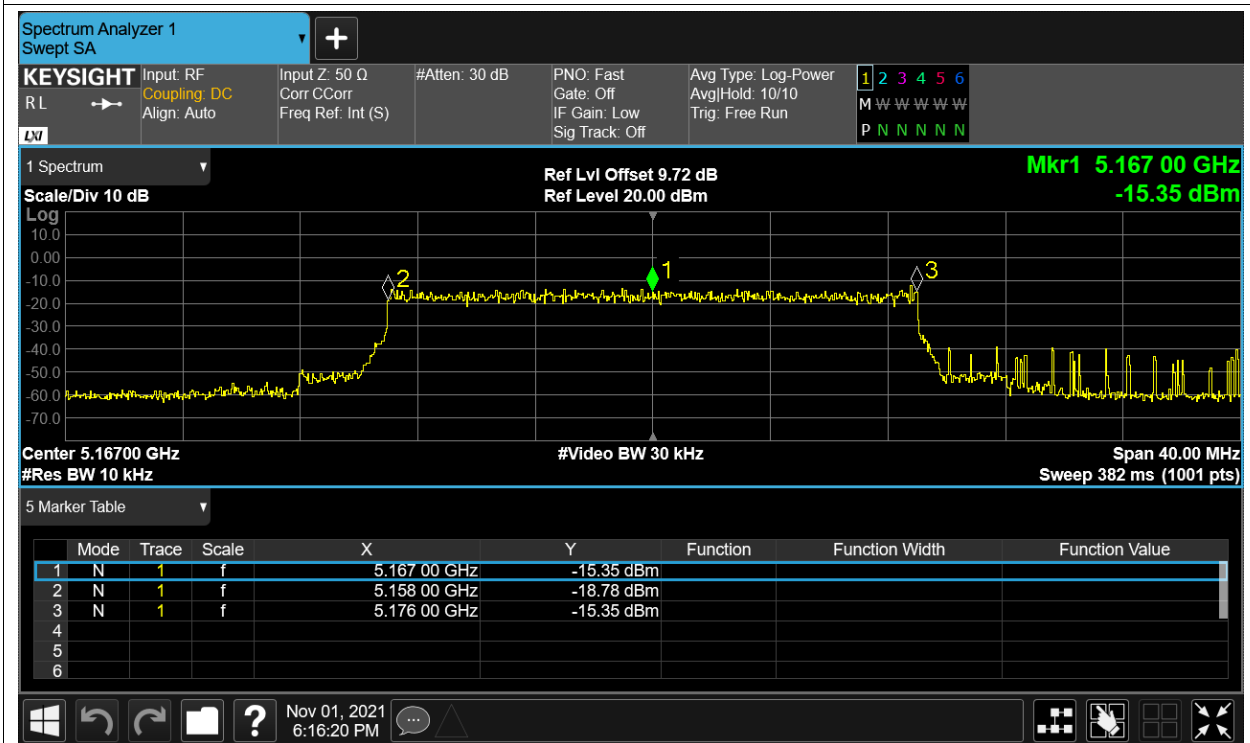 Spectrum Analyzer 1
Swept SA
KEYSIGHT Input: RF Input Z: 50 Ω #Atten: 30 dB PNO: Fast Avg Type: Log-Power 1 2 3 4 5 6
R L Coupling: DC Corr CCorr Gate: Off Avg|Hold: 10/10 M W W W W W
Align: Auto Freq Ref: Int (S) IF Gain: Low Trig: Free Run
LXI Sig Track: Off P N N N N N
1 Spectrum Ref Lvl Offset 9.72 dB Mkr1 5.167 00 GHz
Scale/Div 10 dB Ref Level 20.00 dBm -15.35 dBm
Log
10.0
0.00
-10.0 2 1 3
-20.0
-30.0
-40.0
-50.0
-60.0
-70.0
Center 5.16700 GHz #Video BW 30 kHz Span 40.00 MHz
#Res BW 10 kHz Sweep 382 ms (1001 pts)
5 Marker Table
Mode Trace Scale X Y Function Function Width Function Value
1 N 1 f 5.167 00 GHz -15.35 dBm
2 N 1 f 5.158 00 GHz -18.78 dBm
3 N 1 f 5.176 00 GHz -15.35 dBm
4
5
6
? Nov 01, 2021
6:16:20 PM